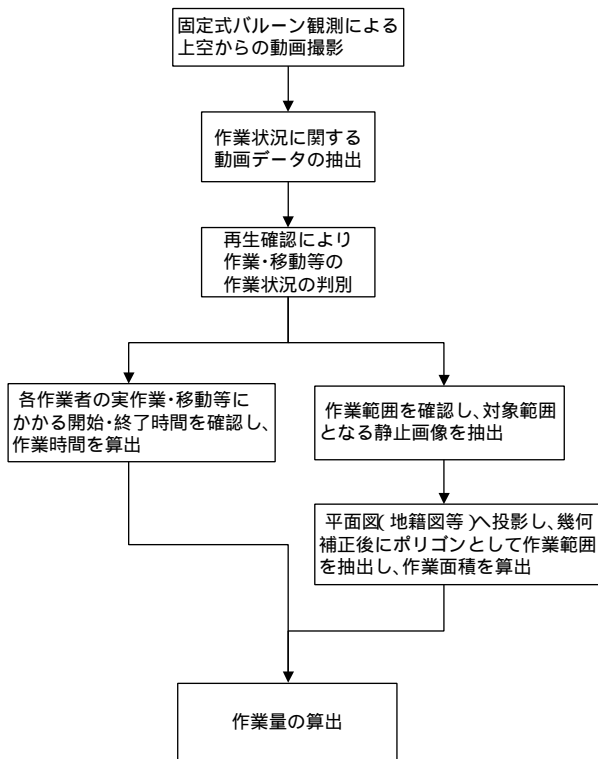 固定式バルーン観測による
上空からの動画撮影
作業状況に関する
動画データの抽出
再生確認により
作業・移動等の
作業状況の判別
各作業者の実作業・移動等に
かかる開始・終了時間を確認し、
作業時間を算出
作業範囲を確認し、対象範囲
となる静止画像を抽出
平面図(地籍図等)へ投影し、幾何
補正後にポリゴンとして作業範囲
を抽出し、作業面積を算出
作業量の算出